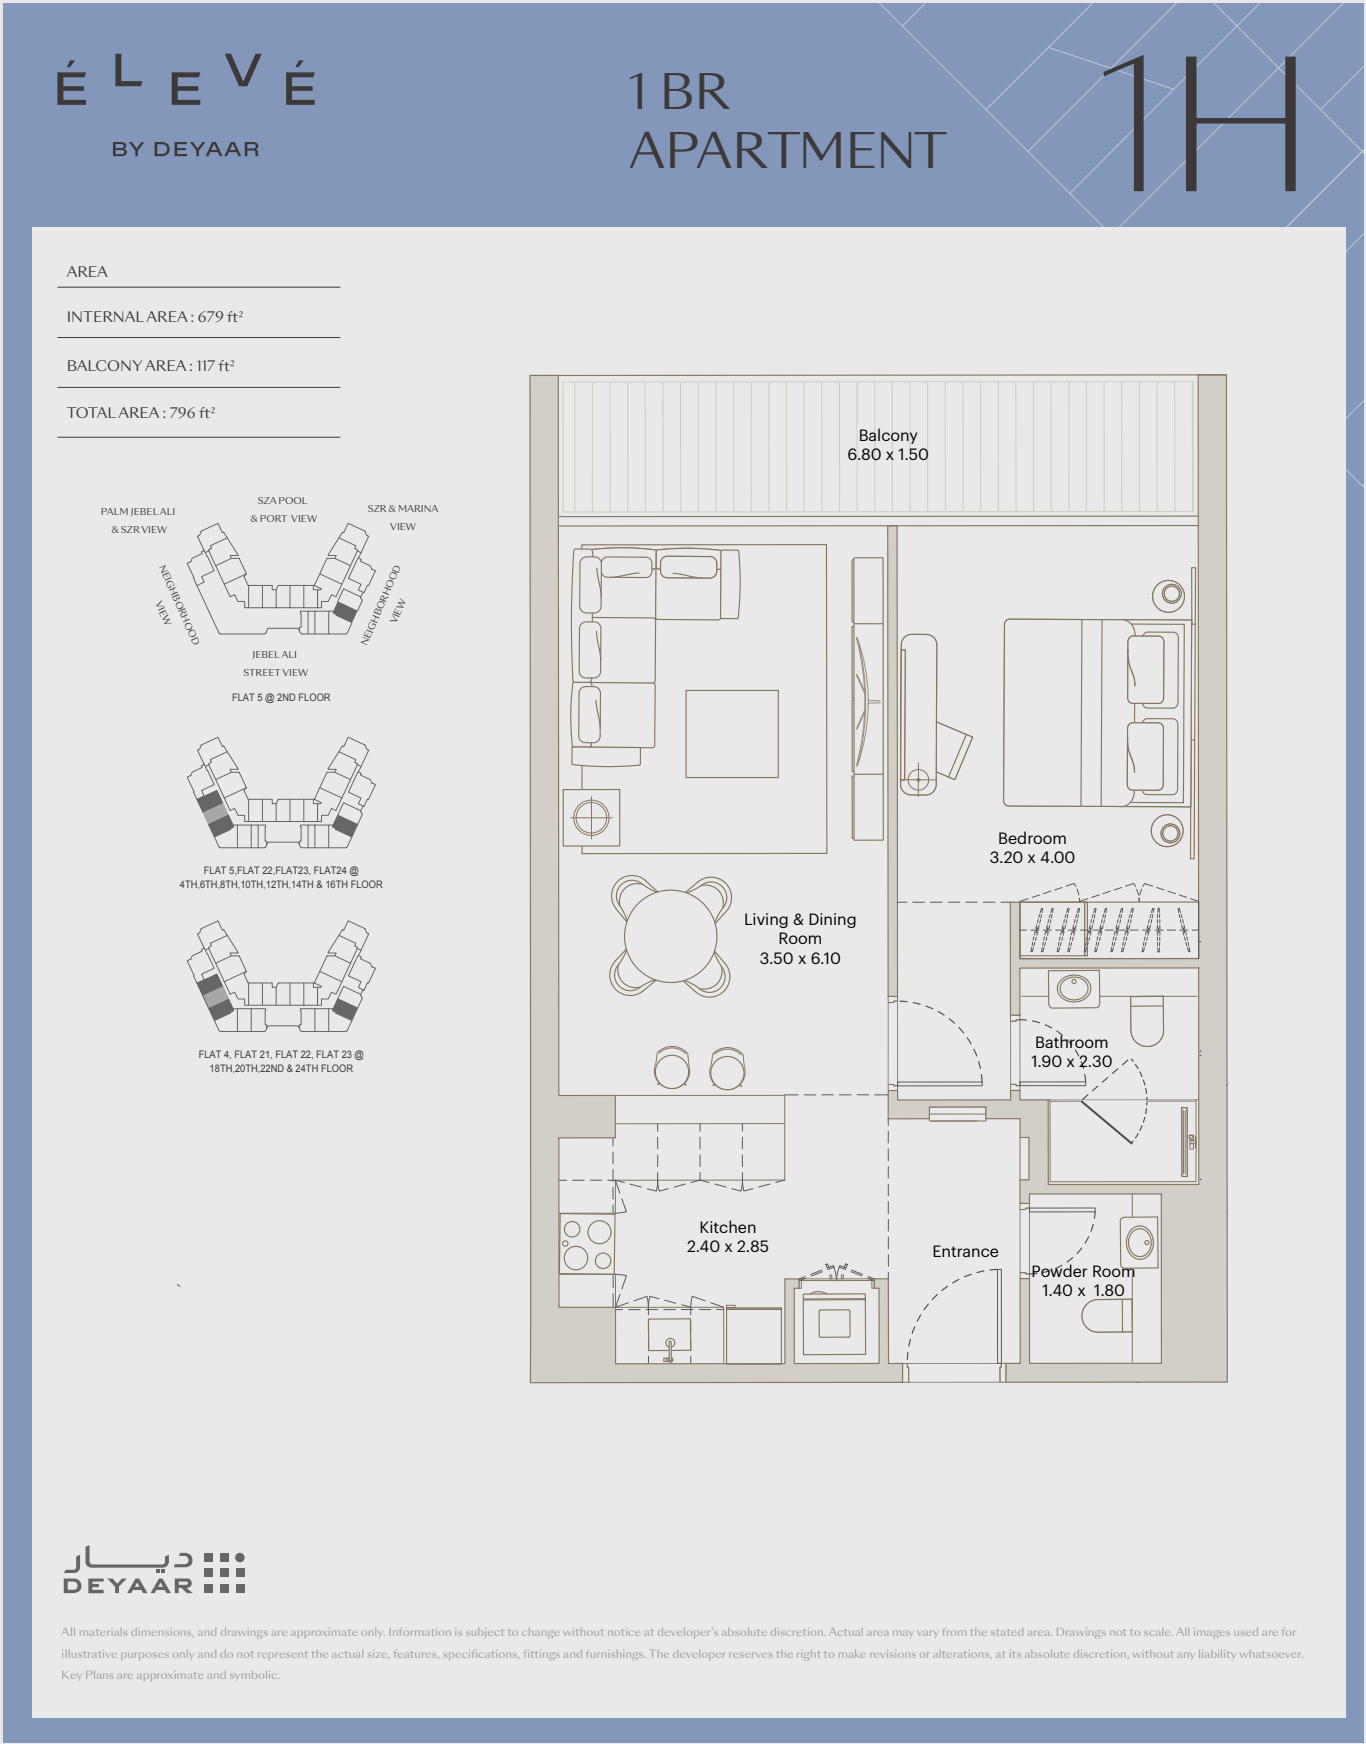 ÉLEVÉ
BY DEYAAR
1 BR
APARTMENT
1H
AREA
INTERNAL AREA : 679 ft²
BALCONY AREA : 117 ft²
TOTAL AREA : 796 ft²
PALM JEBEL ALI
& SZR VIEW
SZA POOL
& PORT VIEW
SZR & MARINA
VIEW
NEIGHBORHOOD
VIEW
NEIGHBORHOOD
VIEW
JEBEL ALI
STREET VIEW
FLAT 5 @ 2ND FLOOR
FLAT 5,FLAT 22,FLAT23, FLAT24 @
4TH,6TH,8TH,10TH,12TH,14TH & 16TH FLOOR
FLAT 4, FLAT 21, FLAT 22, FLAT 23 @
18TH,20TH,22ND & 24TH FLOOR
Balcony
6.80 x 1.50
Bedroom
3.20 x 4.00
Living & Dining
Room
3.50 x 6.10
Bathroom
1.90 x 2.30
Kitchen
2.40 x 2.85
Entrance
Powder Room
1.40 x 1.80
ديار
DEYAAR
All materials dimensions, and drawings are approximate only. Information is subject to change without notice at developer's absolute discretion. Actual area may vary from the stated area. Drawings not to scale. All images used are for
illustrative purposes only and do not represent the actual size, features, specifications, fittings and furnishings. The developer reserves the right to make revisions or alterations, at its absolute discretion, without any liability whatsoever.
Key Plans are approximate and symbolic.